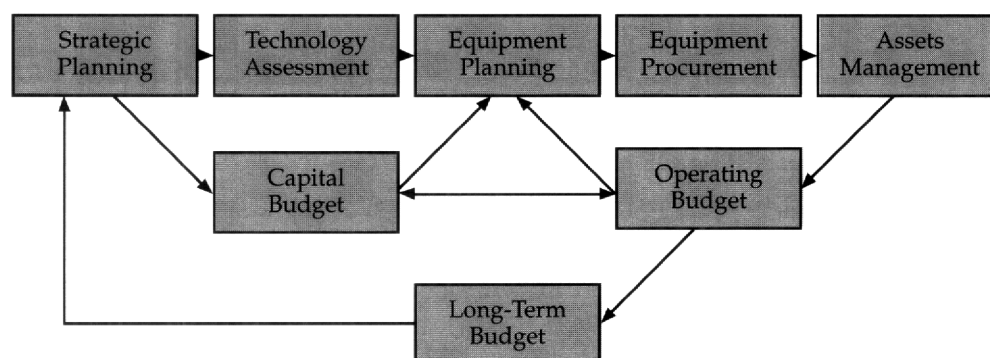 Strategic
Planning
Technology
Assessment
Equipment
Planning
Equipment
Procurement
Assets
Management
Capital
Budget
Operating
Budget
Long-Term
Budget